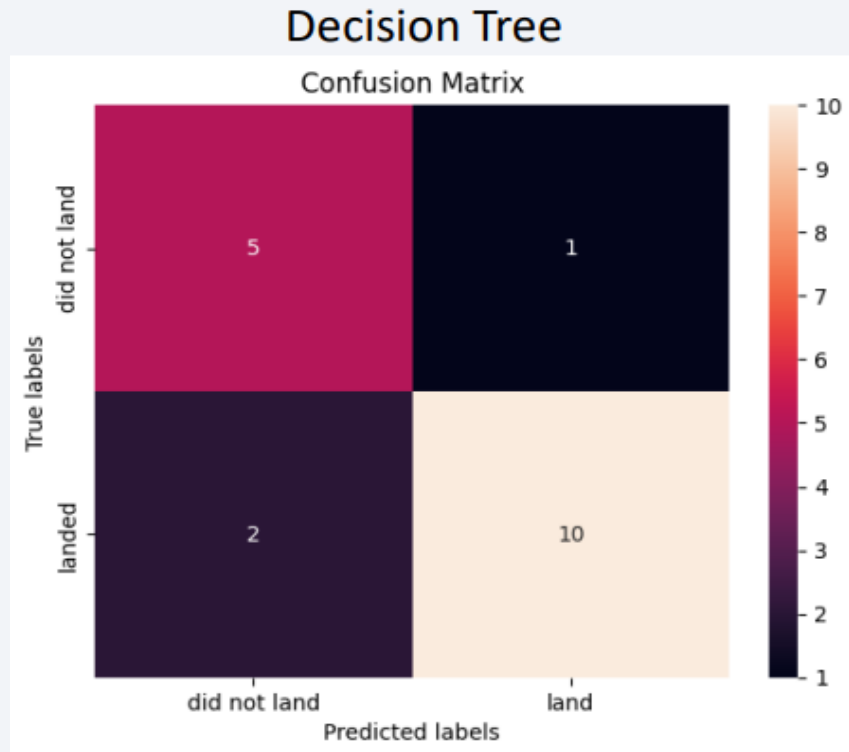 Decision Tree
Confusion Matrix
True labels
did not land
landed
5
1
2
10
did not land
land
Predicted labels
10
9
8
7
6
5
4
3
2
1